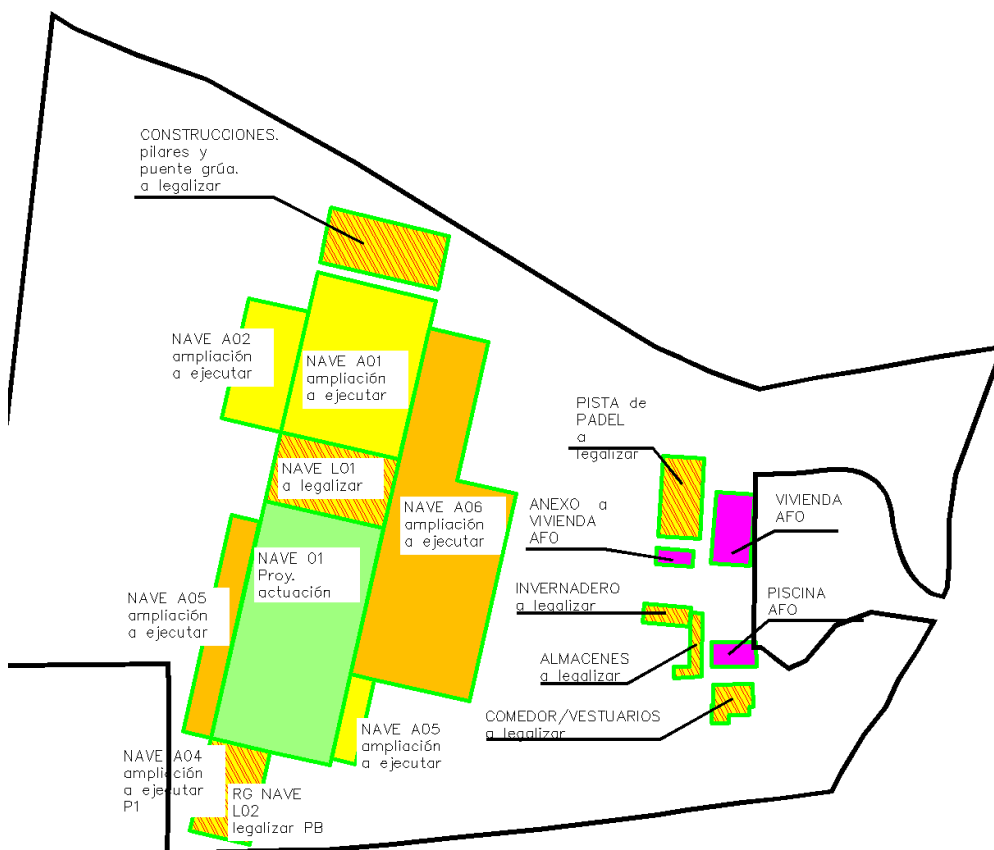 CONSTRUCCIONES.
pilares y
puente grúa.
a legalizar
NAVE A02
ampliación
a ejecutar
NAVE A01
ampliación
a ejecutar
PISTA de
PADEL
a
legalizar
NAVE L01
a legalizar
NAVE A06
ampliación
a ejecutar
ANEXO a
VIVIENDA
AFO
VIVIENDA
AFO
NAVE 01
Proy.
actuación
INVERNADERO
a legalizar
PISCINA
AFO
NAVE A05
ampliación
a ejecutar
ALMACENES
a legalizar
COMEDOR/VESTUARIOS
a legalizar
NAVE A05
ampliación
a ejecutar
NAVE A04
ampliación
a ejecutar
P1
RG NAVE
L02
legalizar PB